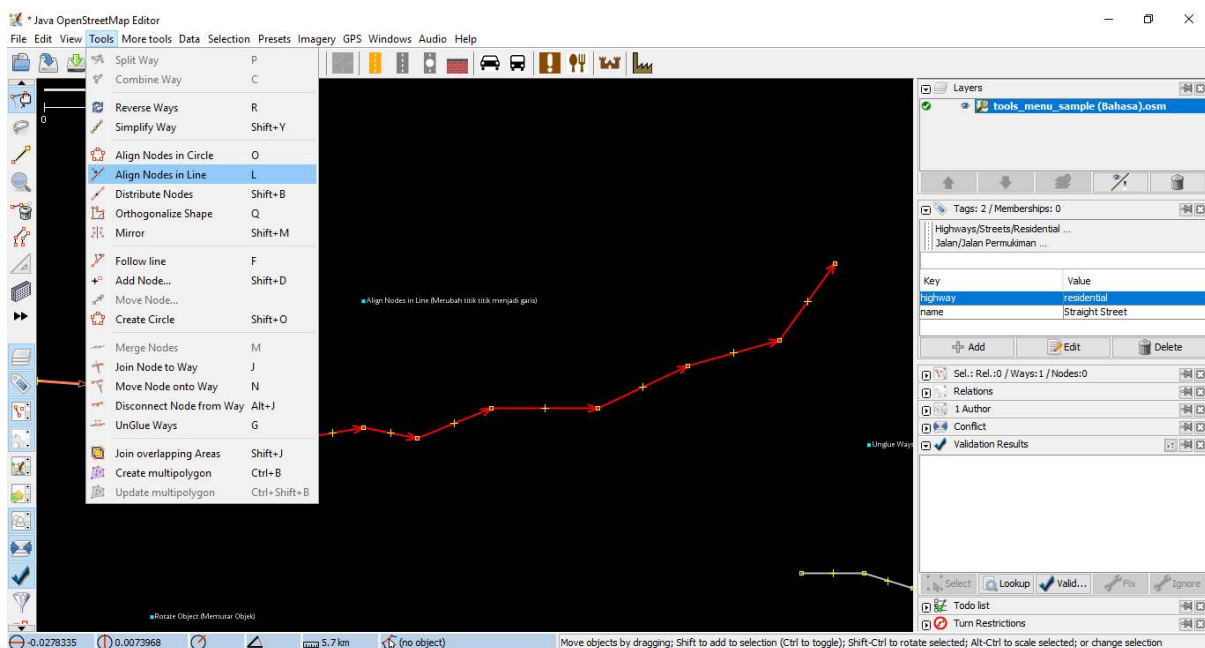 * Java OpenStreetMap Editor
File Edit View Tools More tools Data Selection Presets Imagery GPS Windows Audio Help
Split Way P
Combine Way C
Reverse Ways R
Simplify Way Shift+Y
Align Nodes in Circle O
Align Nodes in Line L
Distribute Nodes Shift+B
Orthogonalize Shape Q
Mirror Shift+M
Follow line F
Add Node... Shift+D
Move Node...
Create Circle Shift+O
Merge Nodes M
Join Node to Way J
Move Node onto Way N
Disconnect Node from Way Alt+J
UnGlue Ways G
Join overlapping Areas Shift+J
Create multipolygon Ctrl+B
Update multipolygon Ctrl+Shift+B
0
Align Nodes in Line (Merubah titik titik menjadi garis)
Unglue Ways
Rotate Object (Memutar Objek)
Layers
tools_menu_sample (Bahasa).osm
Tags: 2 / Memberships: 0
Highways/Streets/Residential ...
Jalan/Jalan Permukiman ...
Key Value
highway residential
name Straight Street
Add Edit Delete
Sel.: Rel.:0 / Ways:1 / Nodes:0
Relations
1 Author
Conflict
Validation Results
Select Lookup Valid... Fix Ignore
Todo list
Turn Restrictions
-0.0278335 0.0073968 5.7 km (no object) Move objects by dragging; Shift to add to selection (Ctrl to toggle); Shift-Ctrl to rotate selected; Alt-Ctrl to scale selected; or change selection